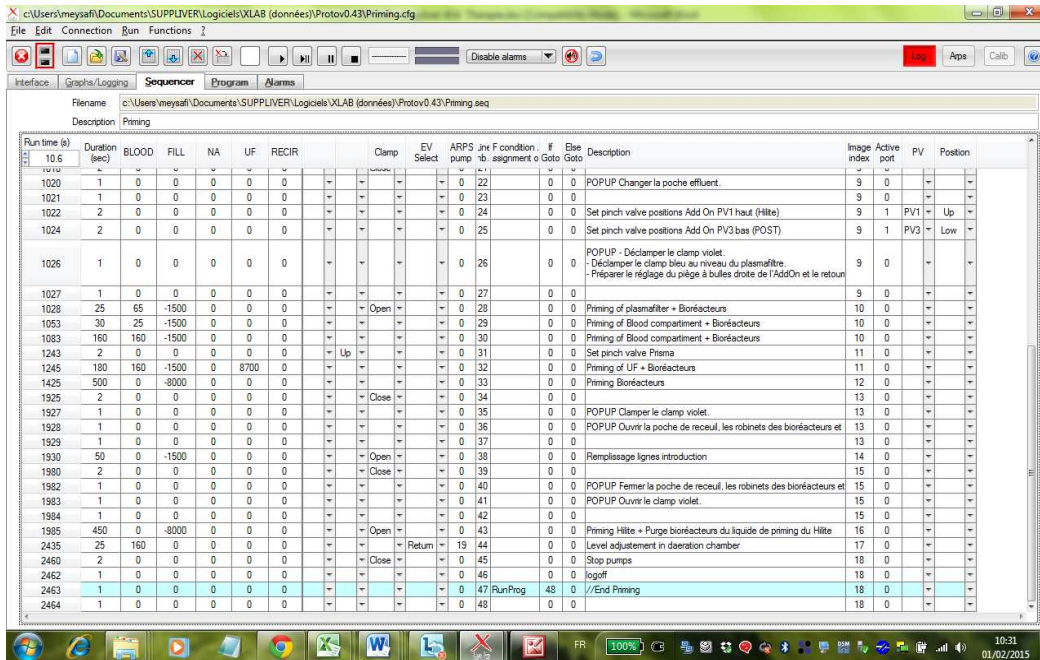 c:\Users\meysafi\Documents\SUPPLIVER\Logiciels\XLAB (données)\Protov0.43\Priming.cfg
File Edit Connection Run Functions ?
Disable alarms Log Arps Calib
Interface Graphs/Logging Sequencer Program Alarms
Filename c:\Users\meysafi\Documents\SUPPLIVER\Logiciels\XLAB (données)\Protov0.43\Priming.seq
Description Priming
Run time (s) Duration EV ARPS F condition . If Else Image Active
10.6 (sec) BLOOD FILL NA UF RECIR Clamp Select pump nb. assignment o Goto Goto Description index port PV Position
1020 1 0 0 0 0 0 0 22 0 0 POPUP Changer la poche effluent. 9 0
1021 1 0 0 0 0 0 0 23 0 0 9 0
1022 2 0 0 0 0 0 0 24 0 0 Set pinch valve positions Add On PV1 haut (Hilite) 9 1 PV1 Up
1024 2 0 0 0 0 0 0 25 0 0 Set pinch valve positions Add On PV3 bas (POST) 9 1 PV3 Low
POPUP - Déclamper le clamp violet.
1026 1 0 0 0 0 0 0 26 0 0 - Déclamper le clamp bleu au niveau du plasmafiltre. 9 0
- Préparer le réglage du piège à bulles droite de l'AddOn et le retoun
1027 1 0 0 0 0 0 0 27 0 0 9 0
1028 25 65 -1500 0 0 0 Open 0 28 0 0 Priming of plasmafilter + Bioréacteurs 10 0
1053 30 25 -1500 0 0 0 0 29 0 0 Priming of Blood compartiment + Bioréacteurs 10 0
1083 160 160 -1500 0 0 0 0 30 0 0 Priming of Blood compartiment + Bioréacteurs 10 0
1243 2 0 0 0 0 0 Up 0 31 0 0 Set pinch valve Prisma 11 0
1245 180 160 -1500 0 8700 0 0 32 0 0 Priming of UF + Bioréacteurs 11 0
1425 500 0 -8000 0 0 0 0 33 0 0 Priming Bioréacteurs 12 0
1925 2 0 0 0 0 0 Close 0 34 0 0 13 0
1927 1 0 0 0 0 0 0 35 0 0 POPUP Clamper le clamp violet. 13 0
1928 1 0 0 0 0 0 0 36 0 0 POPUP Ouvrir la poche de receuil, les robinets des bioréacteurs et 13 0
1929 1 0 0 0 0 0 0 37 0 0 13 0
1930 50 0 -1500 0 0 0 Open 0 38 0 0 Remplissage lignes introduction 14 0
1980 2 0 0 0 0 0 Close 0 39 0 0 15 0
1982 1 0 0 0 0 0 0 40 0 0 POPUP Fermer la poche de receuil, les robinets des bioréacteurs et 15 0
1983 1 0 0 0 0 0 0 41 0 0 POPUP Ouvrir le clamp violet. 15 0
1984 1 0 0 0 0 0 0 42 0 0 15 0
1985 450 0 -8000 0 0 0 Open 0 43 0 0 Priming Hilite + Purge bioréacteurs du liquide de priming du Hilite 16 0
2435 25 160 0 0 0 0 Return 19 44 0 0 Level adjustement in daeration chamber 17 0
2460 2 0 0 0 0 0 Close 0 45 0 0 Stop pumps 18 0
2462 1 0 0 0 0 0 0 46 0 0 logoff 18 0
2463 1 0 0 0 0 0 0 47 RunProg 48 0 //End Priming 18 0
2464 1 0 0 0 0 0 0 48 0 0 18 0
FR 100% 10:31
01/02/2015